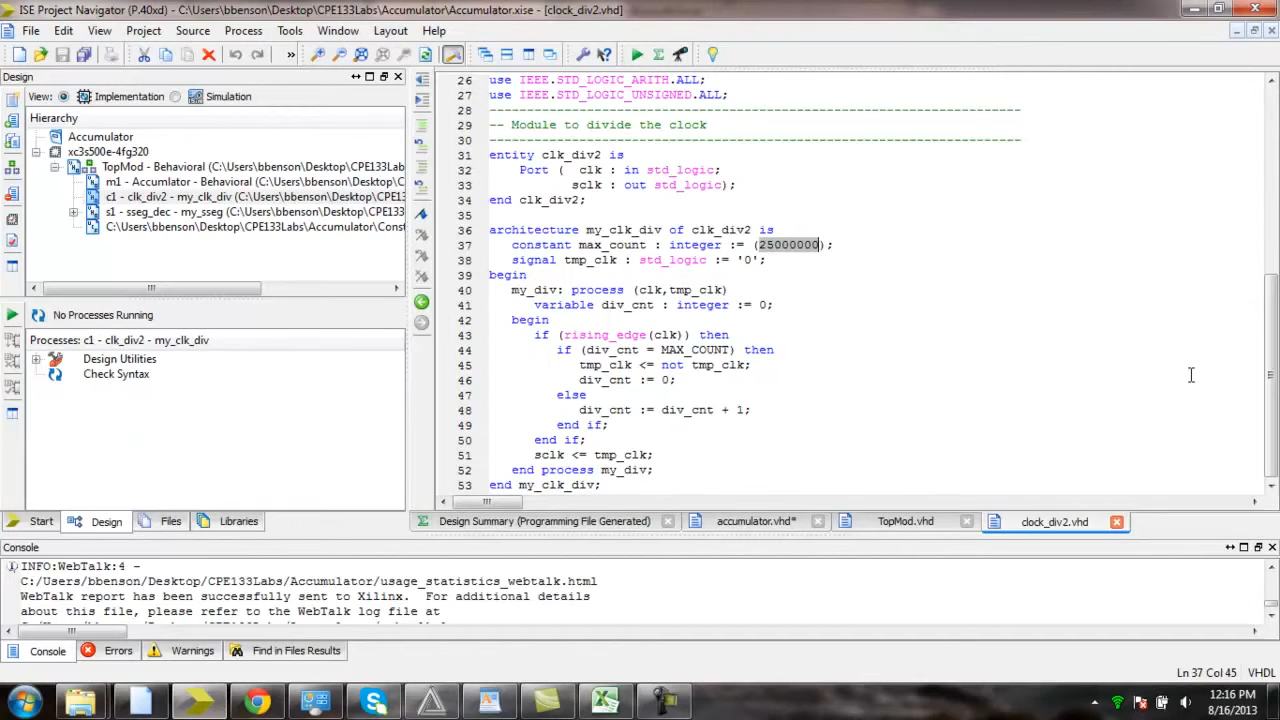 ISE Project Navigator (P.40xd) - C:\Users\bbenson\Desktop\CPE133Labs\Accumulator\Accumulator.xise - [clock_div2.vhd]
File Edit View Project Source Process Tools Window Layout Help
Design
View: Implementation Simulation
Hierarchy
Accumulator
xc3s500e-4fg320
TopMod - Behavioral (C:\Users\bbenson\Desktop\CPE133Labs
m1 - Accumlator - Behavioral (C:\Users\bbenson\Desktop\C
c1 - clk_div2 - my_clk_div (C:\Users\bbenson\Desktop\CPE
s1 - sseg_dec - my_sseg (C:\Users\bbenson\Desktop\CPE133
C:/Users/bbenson/Desktop/CPE133Labs/Accumulator/Const
No Processes Running
Processes: c1 - clk_div2 - my_clk_div
Design Utilities
Check Syntax
Start Design Files Libraries
26 use IEEE.STD_LOGIC_ARITH.ALL;
27 use IEEE.STD_LOGIC_UNSIGNED.ALL;
28 -----------------------------------------------------------------------
29 -- Module to divide the clock
30 -----------------------------------------------------------------------
31 entity clk_div2 is
32 Port ( clk : in std_logic;
33 sclk : out std_logic);
34 end clk_div2;
35
36 architecture my_clk_div of clk_div2 is
37 constant max_count : integer := (25000000);
38 signal tmp_clk : std_logic := '0';
39 begin
40 my_div: process (clk,tmp_clk)
41 variable div_cnt : integer := 0;
42 begin
43 if (rising_edge(clk)) then
44 if (div_cnt = MAX_COUNT) then
45 tmp_clk <= not tmp_clk;
46 div_cnt := 0;
47 else
48 div_cnt := div_cnt + 1;
49 end if;
50 end if;
51 sclk <= tmp_clk;
52 end process my_div;
53 end my_clk_div;
Design Summary (Programming File Generated) accumulator.vhd* TopMod.vhd clock_div2.vhd
Console
INFO:WebTalk:4 -
C:/Users/bbenson/Desktop/CPE133Labs/Accumulator/usage_statistics_webtalk.html
WebTalk report has been successfully sent to Xilinx. For additional details
about this file, please refer to the WebTalk log file at
Console Errors Warnings Find in Files Results
Ln 37 Col 45 VHDL
12:16 PM
8/16/2013